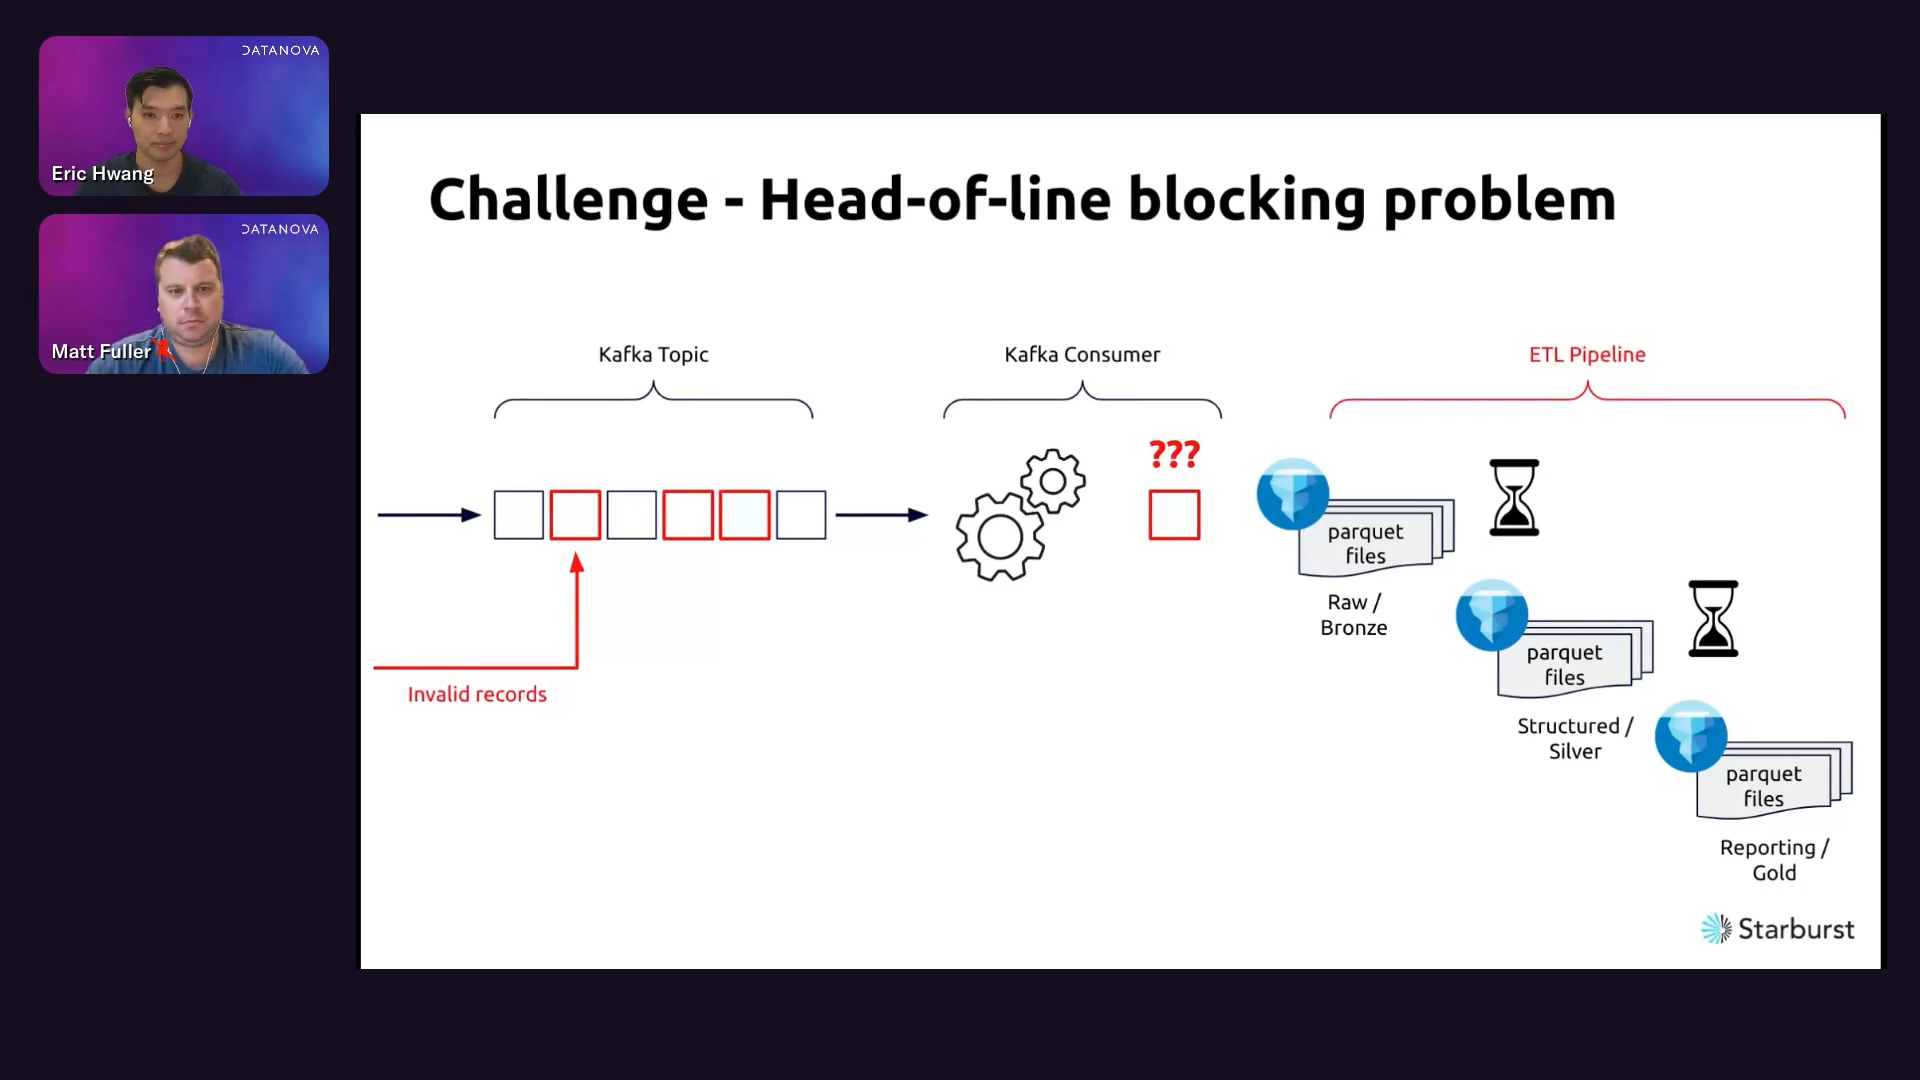 DATANOVA
Eric Hwang
DATANOVA
Matt Fuller
Challenge - Head-of-line blocking problem
Kafka Topic
Kafka Consumer
ETL Pipeline
???
parquet
files
Raw /
Bronze
Invalid records
parquet
files
Structured /
Silver
parquet
files
Reporting /
Gold
Starburst